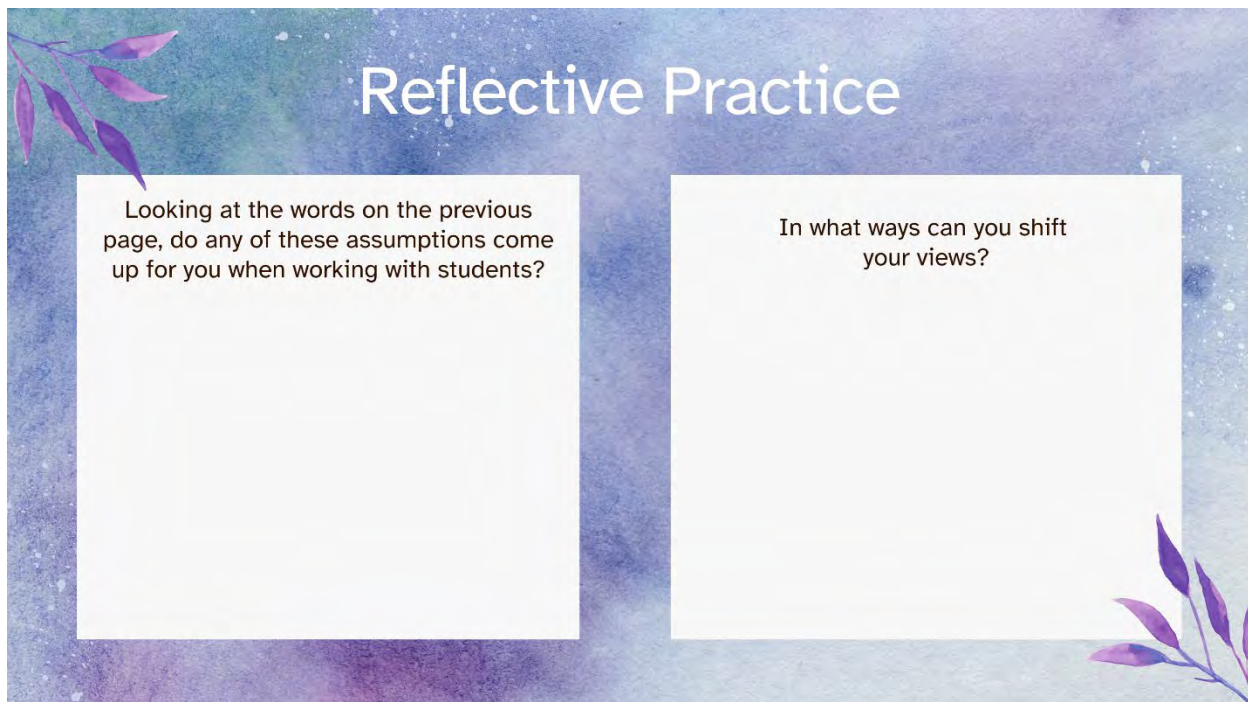 Reflective Practice
Looking at the words on the previous
page, do any of these assumptions come
up for you when working with students?
In what ways can you shift
your views?